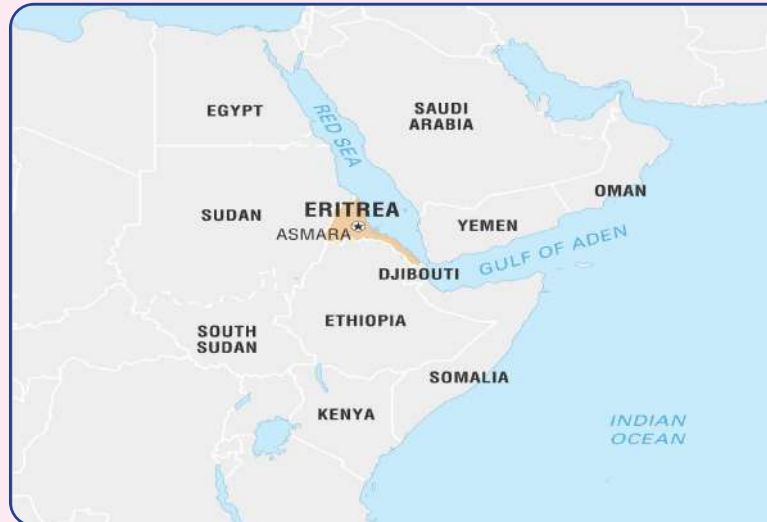 EGYPT
RED SEA
SAUDI
ARABIA
OMAN
SUDAN
ERITREA
ASMARA
YEMEN
GULF OF ADEN
DJIBOUTI
ETHIOPIA
SOUTH
SUDAN
SOMALIA
KENYA
INDIAN
OCEAN